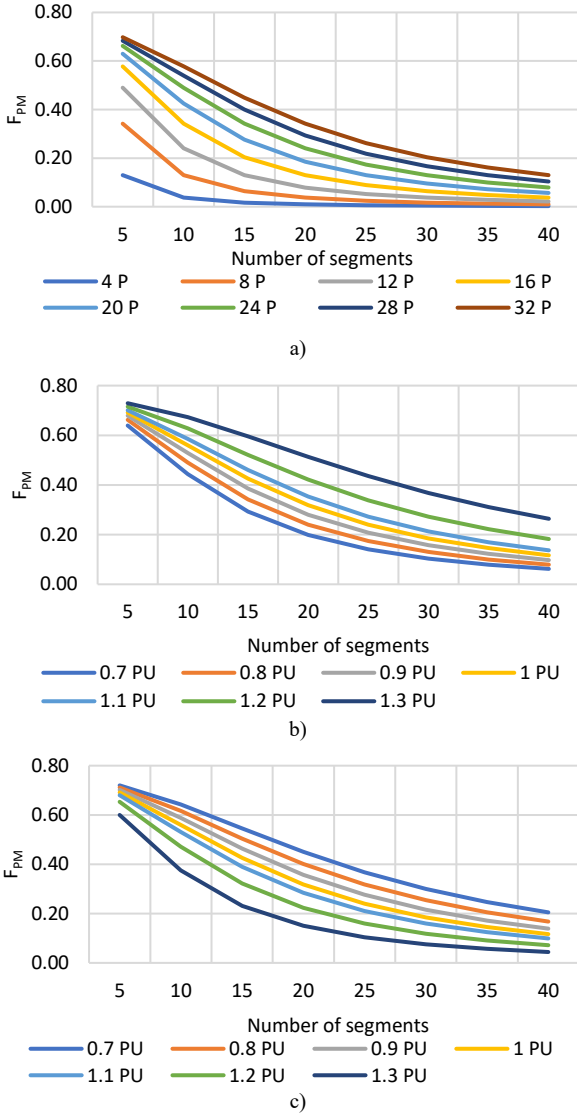 0.80
0.60
0.40
0.20
0.00
F_PM
5 10 15 20 25 30 35 40
Number of segments
4 P 8 P 12 P 16 P
20 P 24 P 28 P 32 P
a)
0.80
0.60
0.40
0.20
0.00
F_PM
5 10 15 20 25 30 35 40
Number of segments
0.7 PU 0.8 PU 0.9 PU 1 PU
1.1 PU 1.2 PU 1.3 PU
b)
0.80
0.60
0.40
0.20
0.00
F_PM
5 10 15 20 25 30 35 40
Number of segments
0.7 PU 0.8 PU 0.9 PU 1 PU
1.1 PU 1.2 PU 1.3 PU
c)